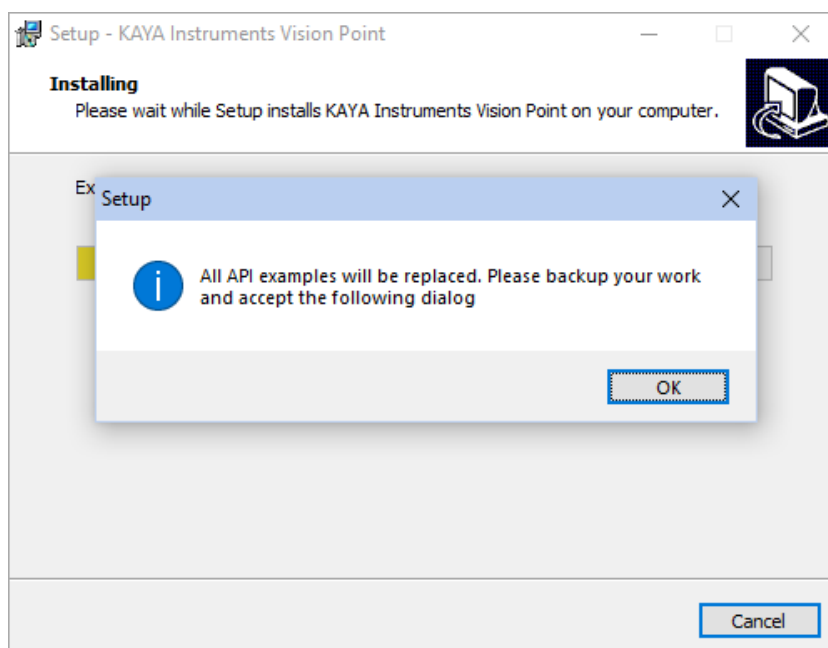 Setup - KAYA Instruments Vision Point
Installing
Please wait while Setup installs KAYA Instruments Vision Point on your computer.
Ex
Setup
All API examples will be replaced. Please backup your work
and accept the following dialog
OK
Cancel